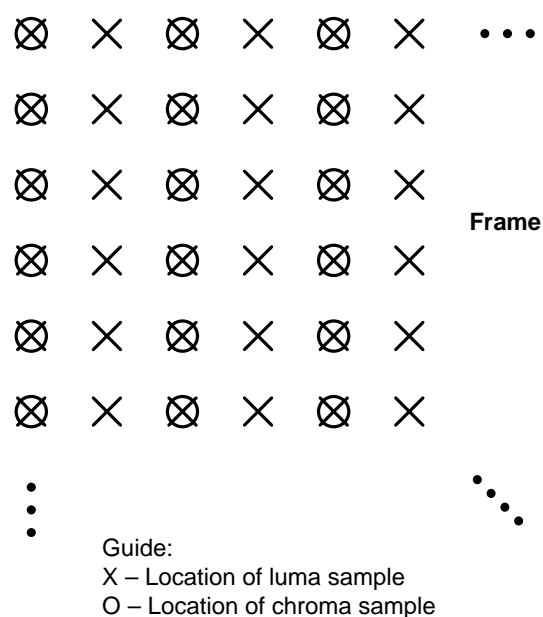 Frame
Guide:
X – Location of luma sample
O – Location of chroma sample